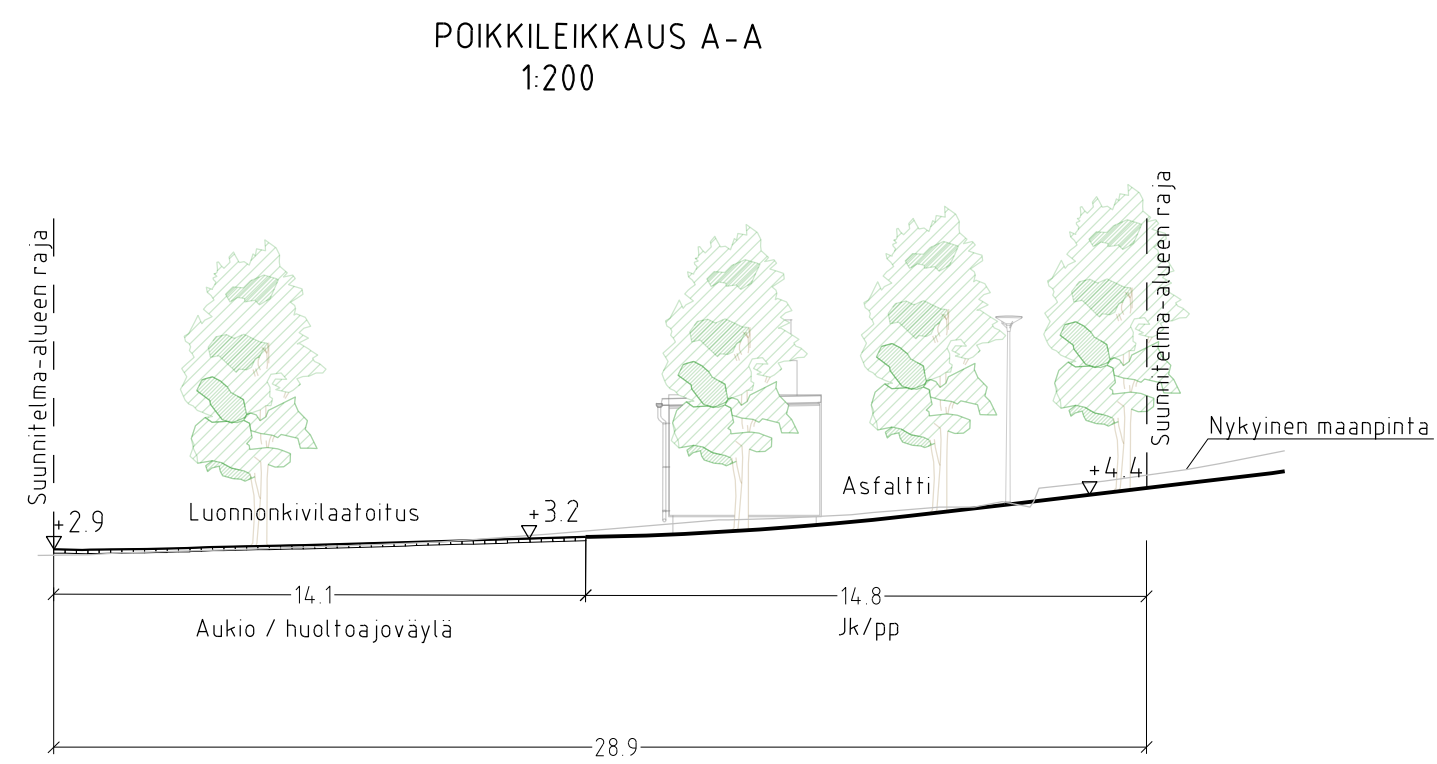 POIKKILEIKKAUS A-A
1:200
Suunnitelma-alueen raja
Suunnitelma-alueen raja
Nykyinen maanpinta
+4.4
Asfaltti
Luonnonkivilaatoitus
+3.2
+2.9
14.1
14.8
Aukio / huoltoajoväylä
Jk/pp
28.9